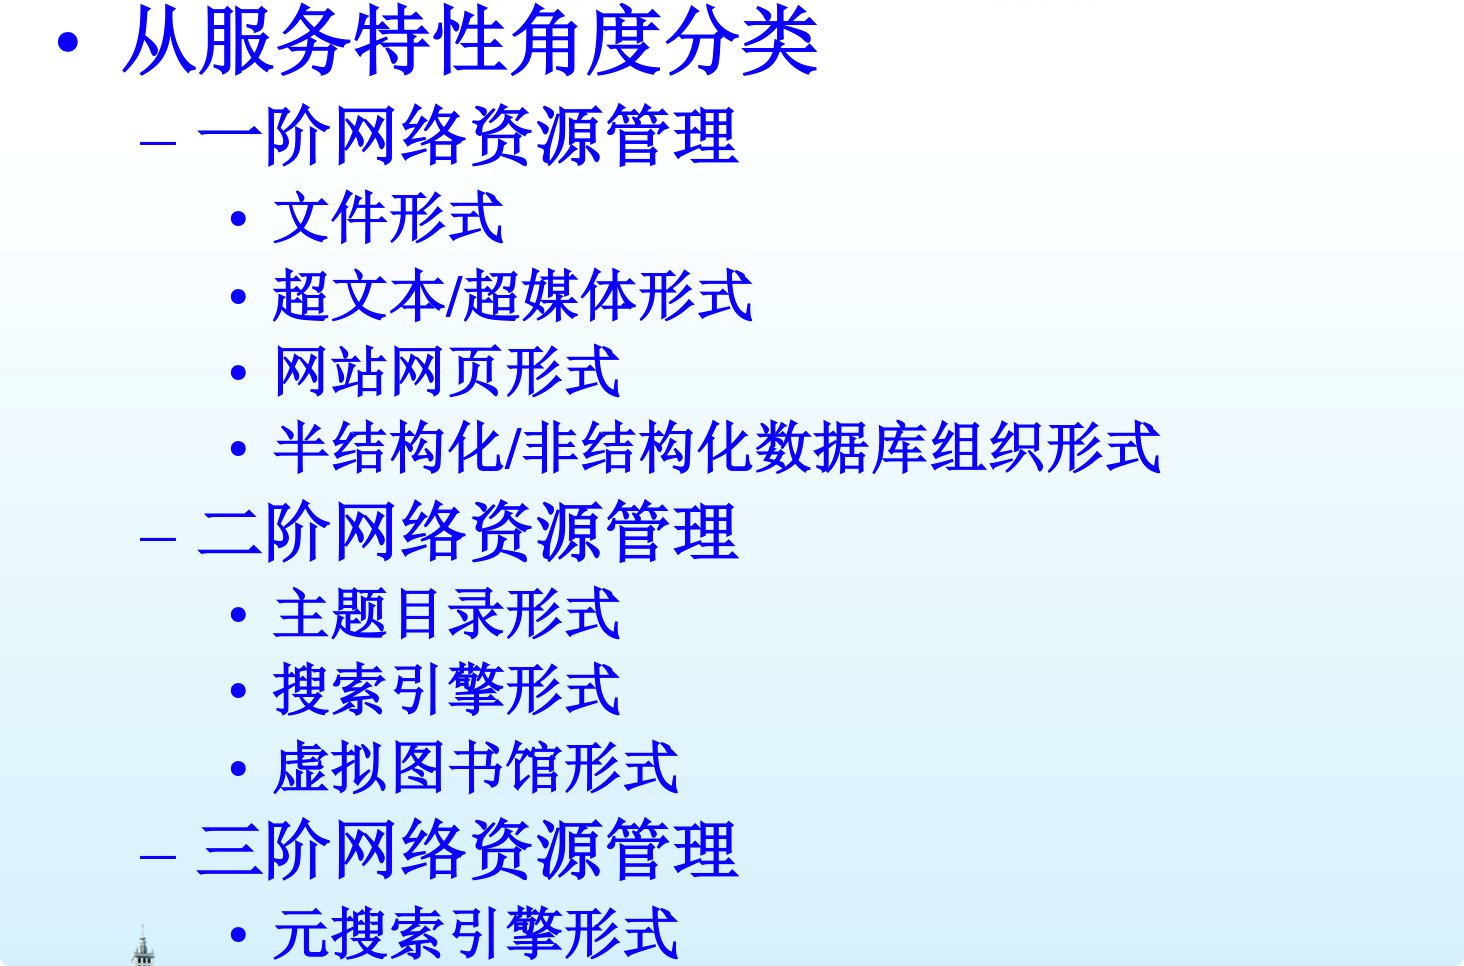 • 从服务特性角度分类
– 一阶网络资源管理
• 文件形式
• 超文本/超媒体形式
• 网站网页形式
• 半结构化/非结构化数据库组织形式
– 二阶网络资源管理
• 主题目录形式
• 搜索引擎形式
• 虚拟图书馆形式
– 三阶网络资源管理
• 元搜索引擎形式